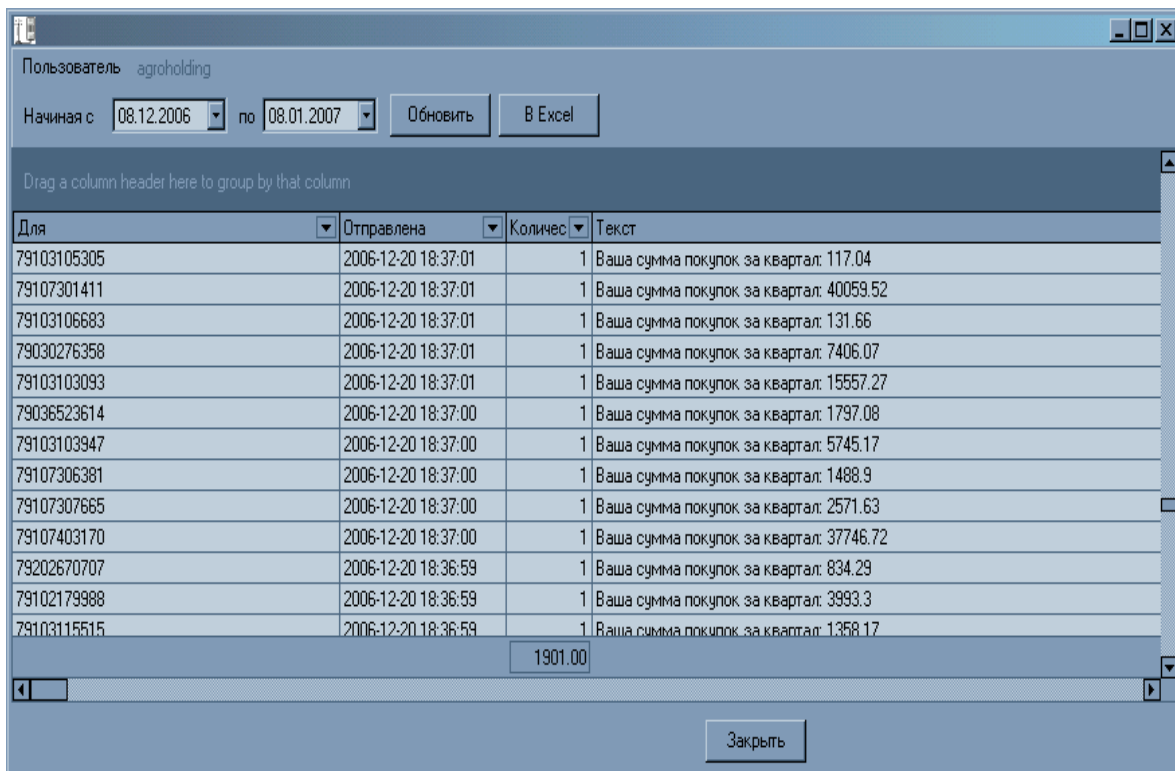 Пользователь agroholding
Начиная с 08.12.2006 по 08.01.2007 Обновить В Excel
Drag a column header here to group by that column
Для Отправлена Количес Текст
79103105305 2006-12-20 18:37:01 1 Ваша сумма покупок за квартал: 117.04
79107301411 2006-12-20 18:37:01 1 Ваша сумма покупок за квартал: 40059.52
79103106683 2006-12-20 18:37:01 1 Ваша сумма покупок за квартал: 131.66
79030276358 2006-12-20 18:37:01 1 Ваша сумма покупок за квартал: 7406.07
79103103093 2006-12-20 18:37:01 1 Ваша сумма покупок за квартал: 15557.27
79036523614 2006-12-20 18:37:00 1 Ваша сумма покупок за квартал: 1797.08
79103103947 2006-12-20 18:37:00 1 Ваша сумма покупок за квартал: 5745.17
79107306381 2006-12-20 18:37:00 1 Ваша сумма покупок за квартал: 1488.9
79107307665 2006-12-20 18:37:00 1 Ваша сумма покупок за квартал: 2571.63
79107403170 2006-12-20 18:37:00 1 Ваша сумма покупок за квартал: 37746.72
79202670707 2006-12-20 18:36:59 1 Ваша сумма покупок за квартал: 834.29
79102179988 2006-12-20 18:36:59 1 Ваша сумма покупок за квартал: 3993.3
79103115515 2006-12-20 18:36:59 1 Ваша сумма покупок за квартал: 1358.17
1901.00
Закрыть